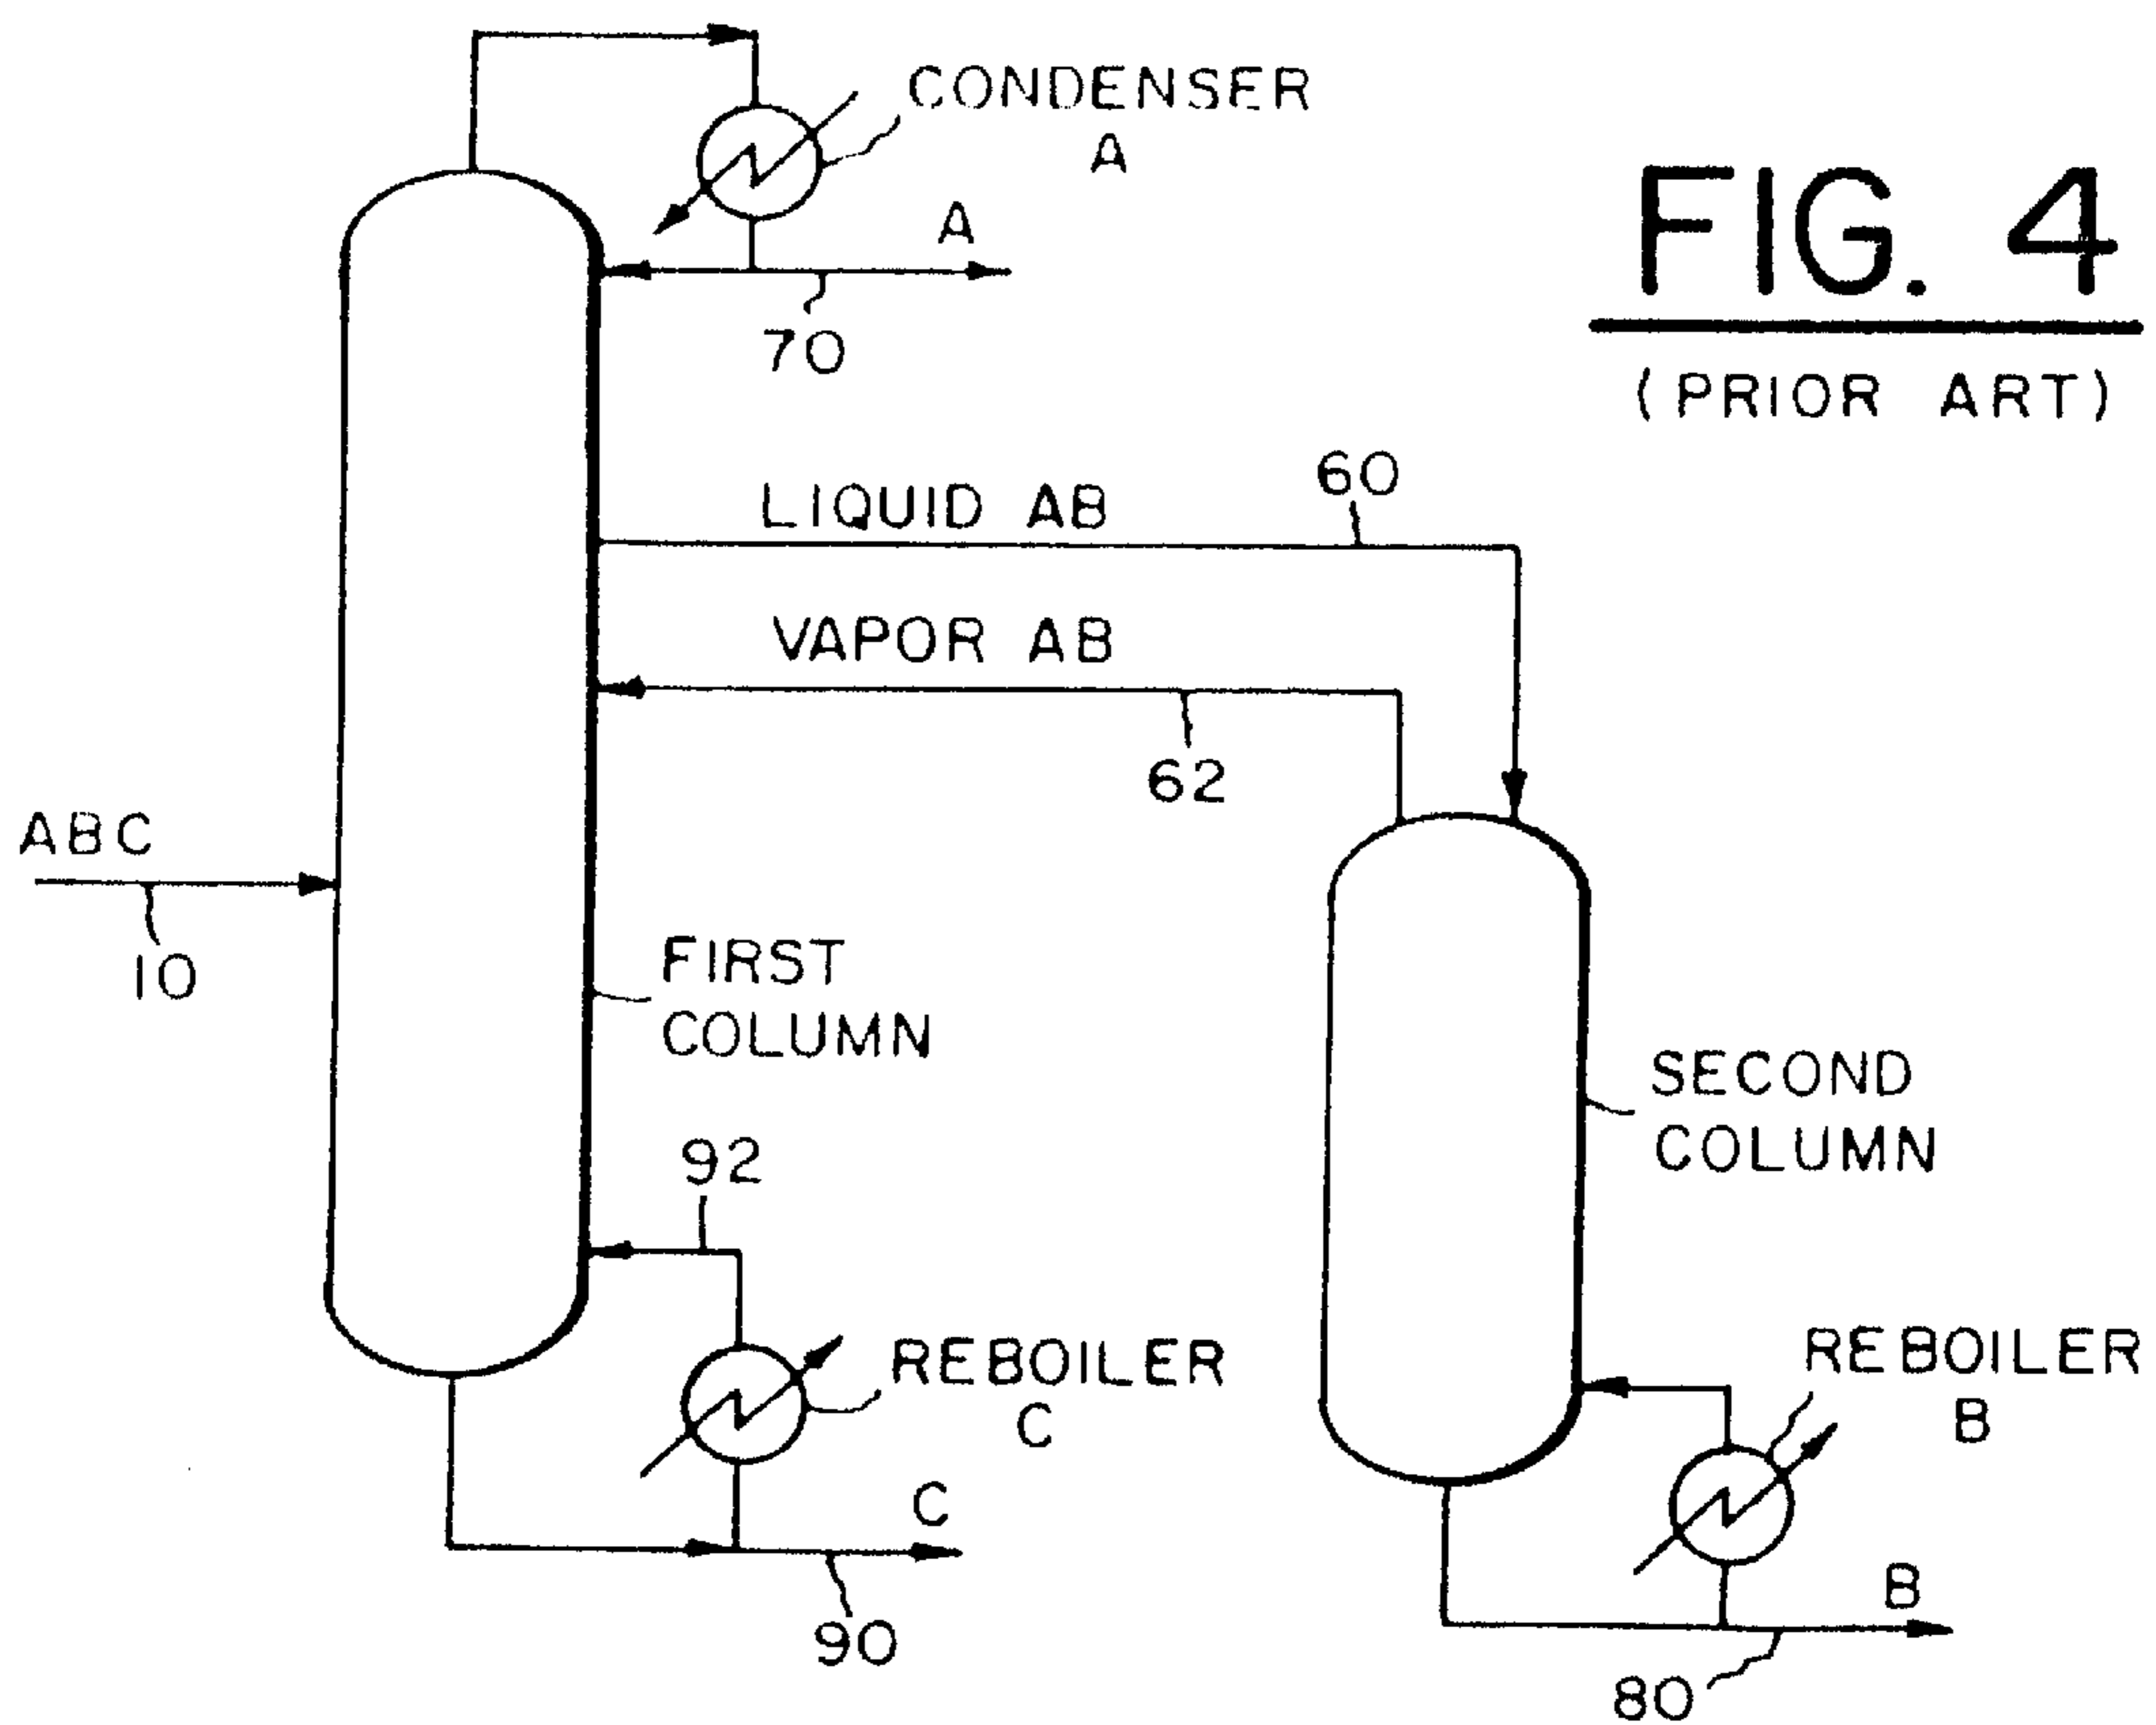 CONDENSER
A
FIG. 4
(PRIOR ART)
A
70
LIQUID AB
60
VAPOR AB
62
ABC
10
FIRST
COLUMN
SECOND
COLUMN
92
REBOILER
C
REBOILER
B
C
90
B
80